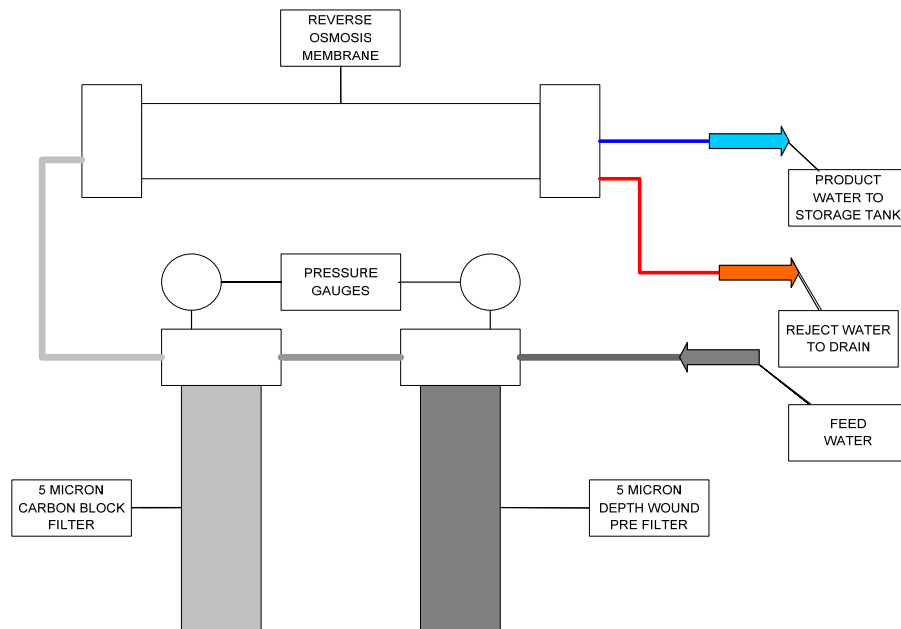 REVERSE
OSMOSIS
MEMBRANE
PRODUCT
WATER TO
STORAGE TANK
PRESSURE
GAUGES
REJECT WATER
TO DRAIN
FEED
WATER
5 MICRON
CARBON BLOCK
FILTER
5 MICRON
DEPTH WOUND
PRE FILTER